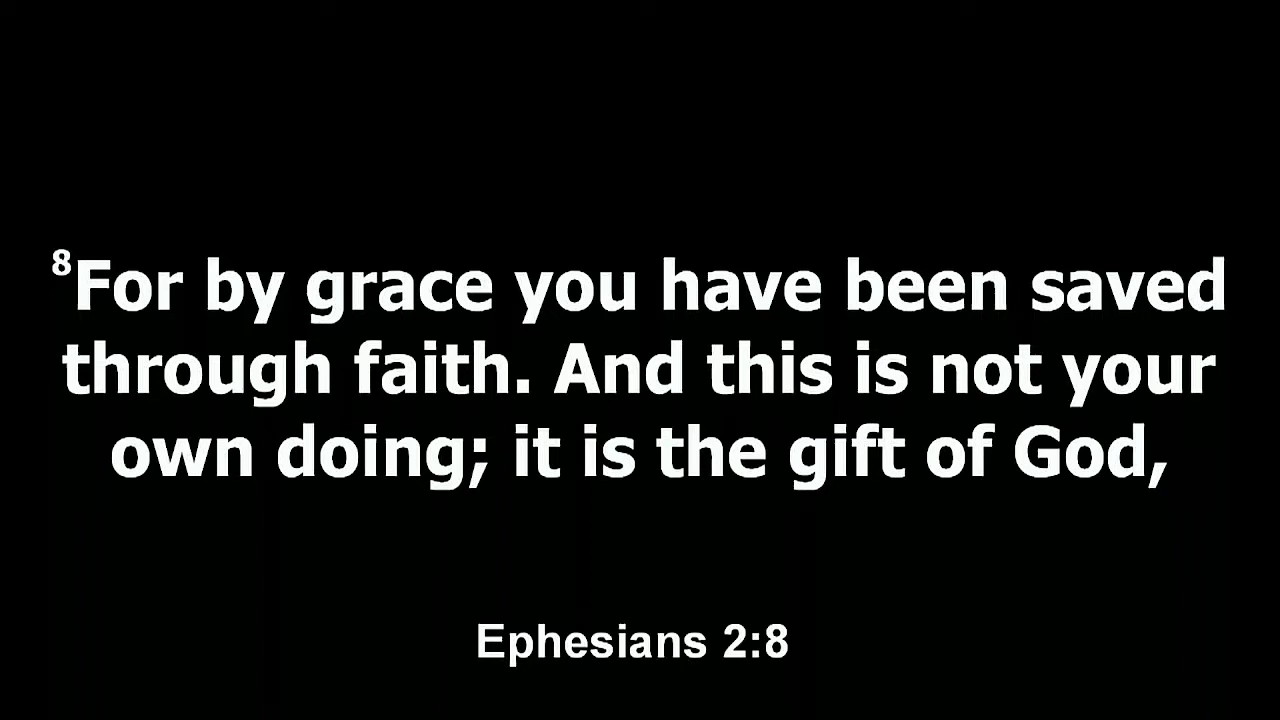 ⁸For by grace you have been saved
through faith. And this is not your
own doing; it is the gift of God,
Ephesians 2:8